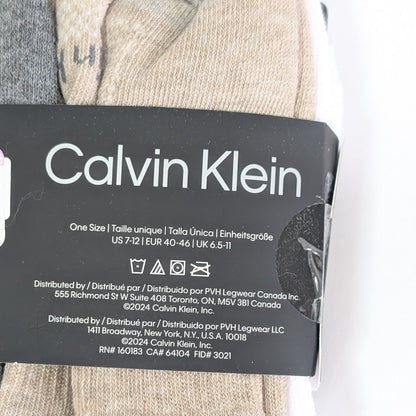 Calvin Klein
One Size | Taille unique | Talla Única | Einheitsgröße
US 7-12 | EUR 40-46 | UK 6.5-11
Distributed by / Distribué par / Distribuido por PVH Legwear Canada Inc.
555 Richmond St W Suite 408 Toronto, ON, M5V 3B1 Canada
©2024 Calvin Klein, Inc.
Distributed by / Distribué par / Distribuido por PVH Legwear LLC
1411 Broadway, New York, N.Y., U.S.A. 10018
©2024 Calvin Klein, Inc.
RN# 160183 CA# 64104 FID# 3021